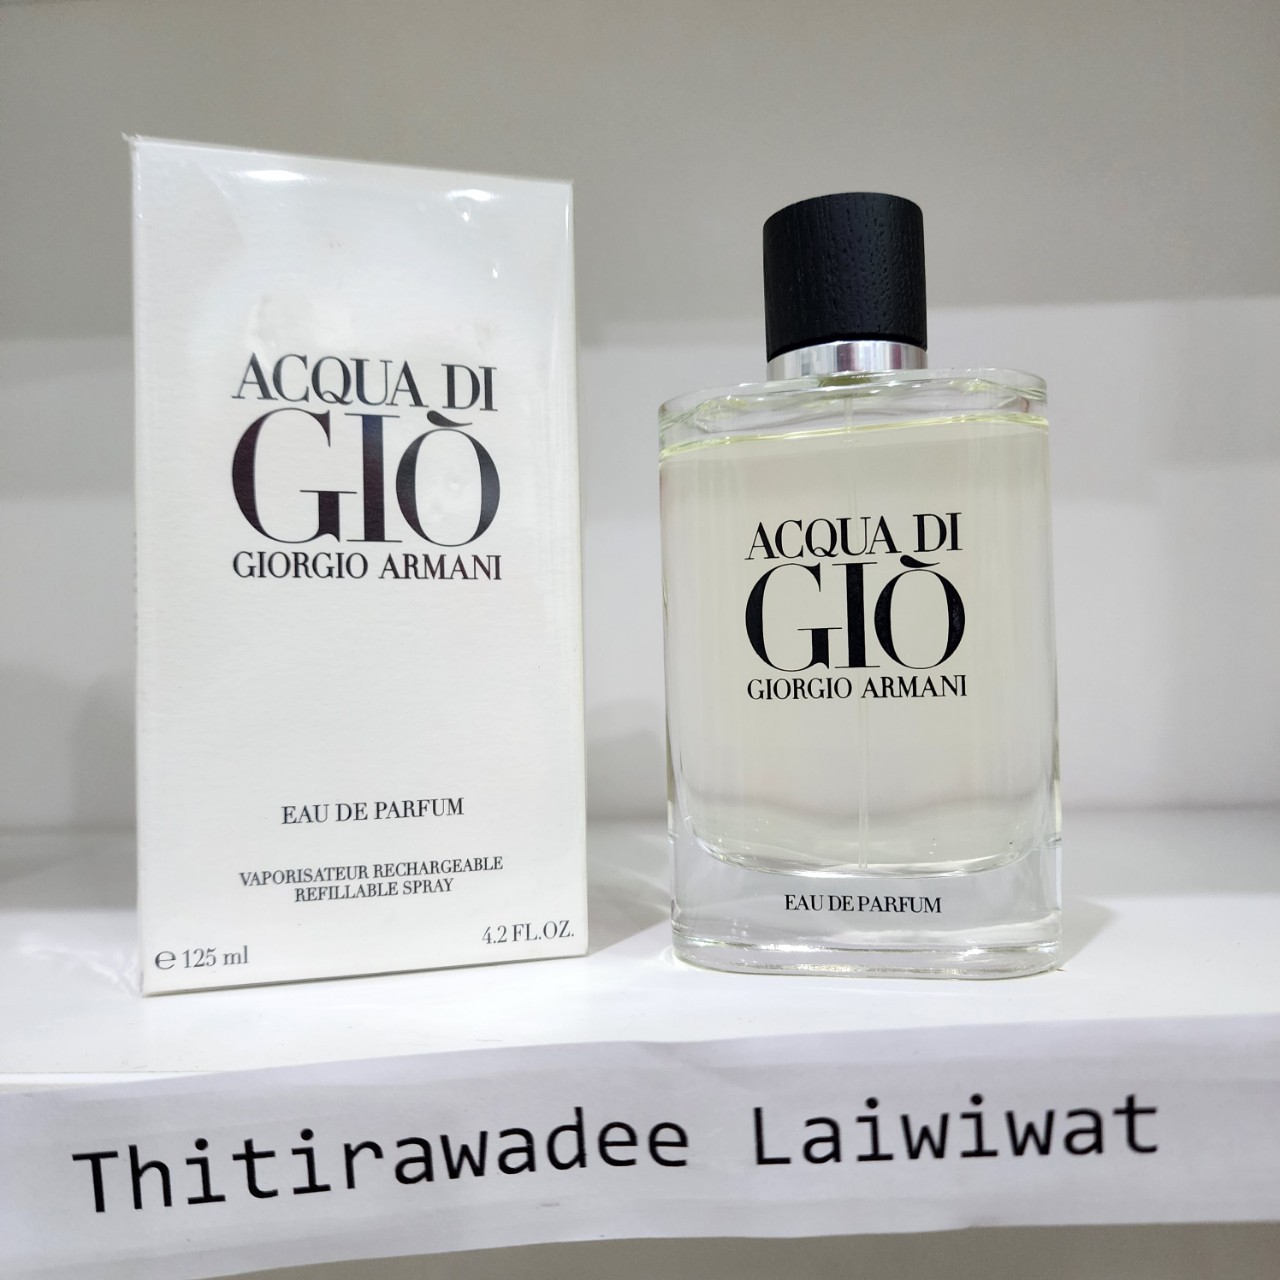 ACQUA DI
GIÒ
GIORGIO ARMANI
EAU DE PARFUM
VAPORISATEUR RECHARGEABLE
REFILLABLE SPRAY
℮ 125 ml
4.2 FL.OZ.
ACQUA DI
GIÒ
GIORGIO ARMANI
EAU DE PARFUM
Thitirawadee Laiwiwat